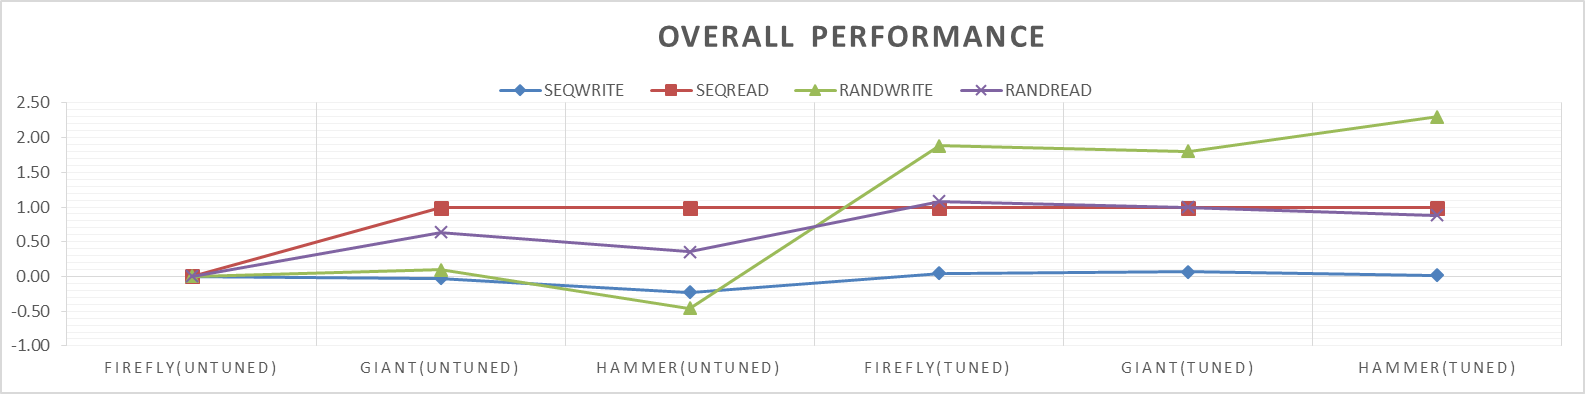 OVERALL PERFORMANCE
SEQWRITE SEQREAD RANDWRITE RANDREAD
2.50
2.00
1.50
1.00
0.50
0.00
-0.50
-1.00
FIREFLY(UNTUNED) GIANT(UNTUNED) HAMMER(UNTUNED) FIREFLY(TUNED) GIANT(TUNED) HAMMER(TUNED)